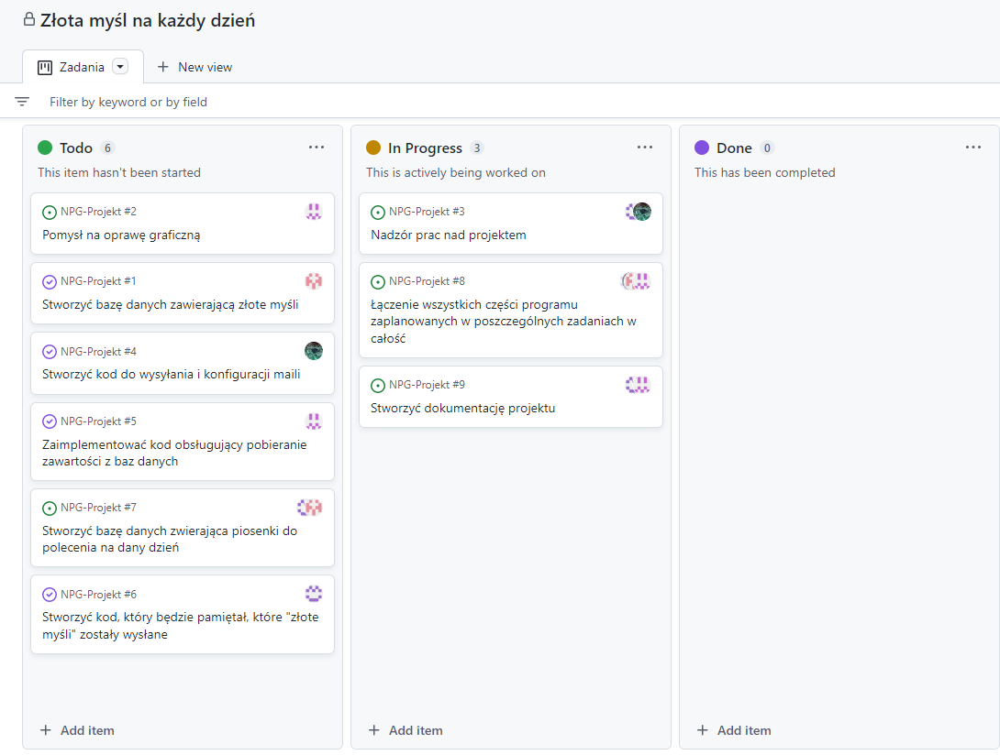 Złota myśl na każdy dzień
Zadania
New view
Filter by keyword or by field
Todo 6
This item hasn't been started
NPG-Projekt #2
Pomysł na oprawę graficzną
NPG-Projekt #1
Stworzyć bazę danych zawierającą złote myśli
NPG-Projekt #4
Stworzyć kod do wysyłania i konfiguracji maili
NPG-Projekt #5
Zaimplementować kod obsługujący pobieranie
zawartości z baz danych
NPG-Projekt #7
Stworzyć bazę danych zwierająca piosenki do
polecenia na dany dzień
NPG-Projekt #6
Stworzyć kod, który będzie pamiętał, które "złote
myśli" zostały wysłane
Add item
In Progress 3
This is actively being worked on
NPG-Projekt #3
Nadzór prac nad projektem
NPG-Projekt #8
Łączenie wszystkich części programu
zaplanowanych w poszczególnych zadaniach w
całość
NPG-Projekt #9
Stworzyć dokumentację projektu
Add item
Done 0
This has been completed
Add item